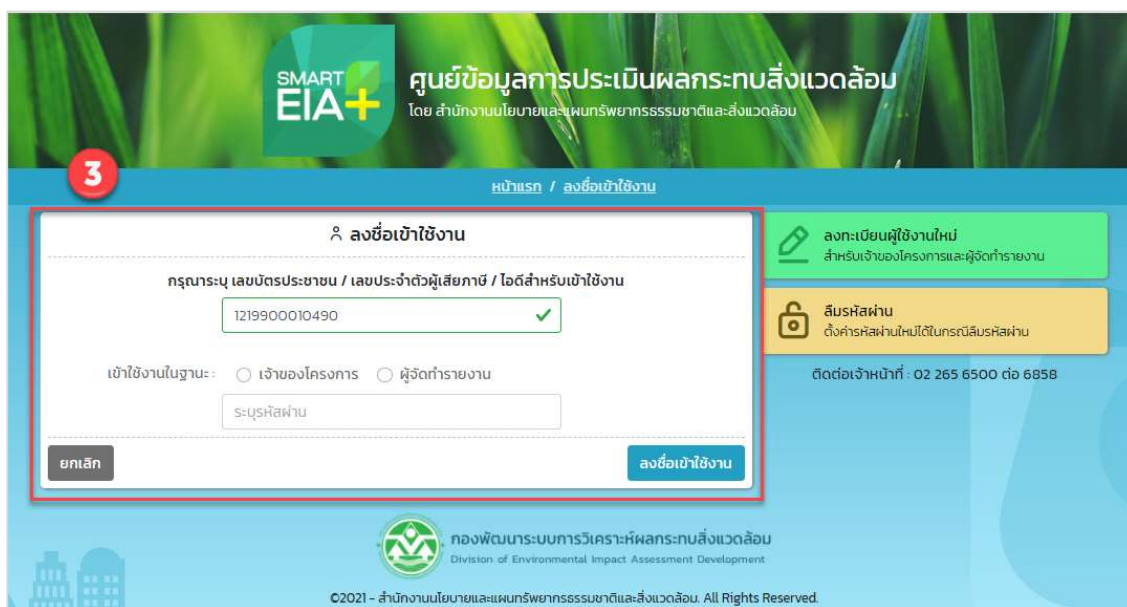 SMART
EIA+
ศูนย์ข้อมูลการประเมินผลกระทบสิ่งแวดล้อม
โดย สำนักงานนโยบายและแผนทรัพยากรธรรมชาติและสิ่งแวดล้อม
3
หน้าแรก / ลงชื่อเข้าใช้งาน
ลงชื่อเข้าใช้งาน
กรุณาระบุ เลขบัตรประชาชน / เลขประจำตัวผู้เสียภาษี / ไอดีสำหรับเข้าใช้งาน
1219900010490
เข้าใช้งานในฐานะ : เจ้าของโครงการ ผู้จัดทำรายงาน
ระบุรหัสผ่าน
ยกเลิก ลงชื่อเข้าใช้งาน
ลงทะเบียนผู้ใช้งานใหม่
สำหรับเจ้าของโครงการและผู้จัดทำรายงาน
ลืมรหัสผ่าน
ตั้งค่ารหัสผ่านใหม่ได้ในกรณีลืมรหัสผ่าน
ติดต่อเจ้าหน้าที่ : 02 265 6500 ต่อ 6858
กองพัฒนาระบบการวิเคราะห์ผลกระทบสิ่งแวดล้อม
Division of Environmental Impact Assessment Development
©2021 - สำนักงานนโยบายและแผนทรัพยากรธรรมชาติและสิ่งแวดล้อม. All Rights Reserved.